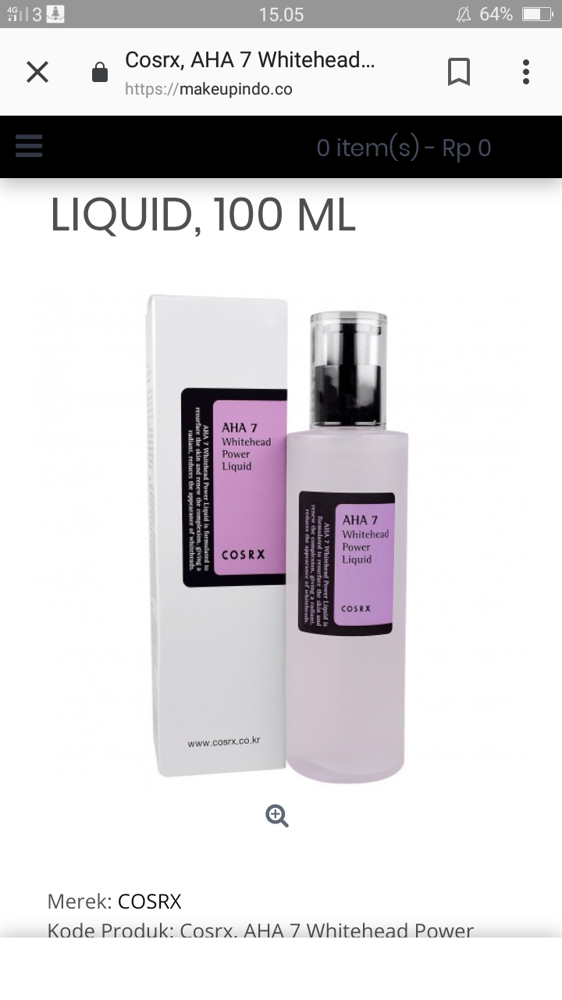 4G 3 15.05 64%
Cosrx, AHA 7 Whitehead...
https://makeupindo.co
0 item(s) - Rp 0
LIQUID, 100 ML
AHA 7
Whitehead
Power
Liquid
COSRX
AHA 7 Whitehead Power Liquid is formulated to
resurface the skin and renew the complexion, giving a
radiant, reduces the appearance of whiteheads.
www.cosrx.co.kr
AHA 7
Whitehead
Power
Liquid
COSRX
AHA 7 Whitehead Power Liquid is
formulated to resurface the skin and
renew the complexion, giving a radiant,
reduces the appearance of whiteheads.
Merek: COSRX
Kode Produk: Cosrx, AHA 7 Whitehead Power